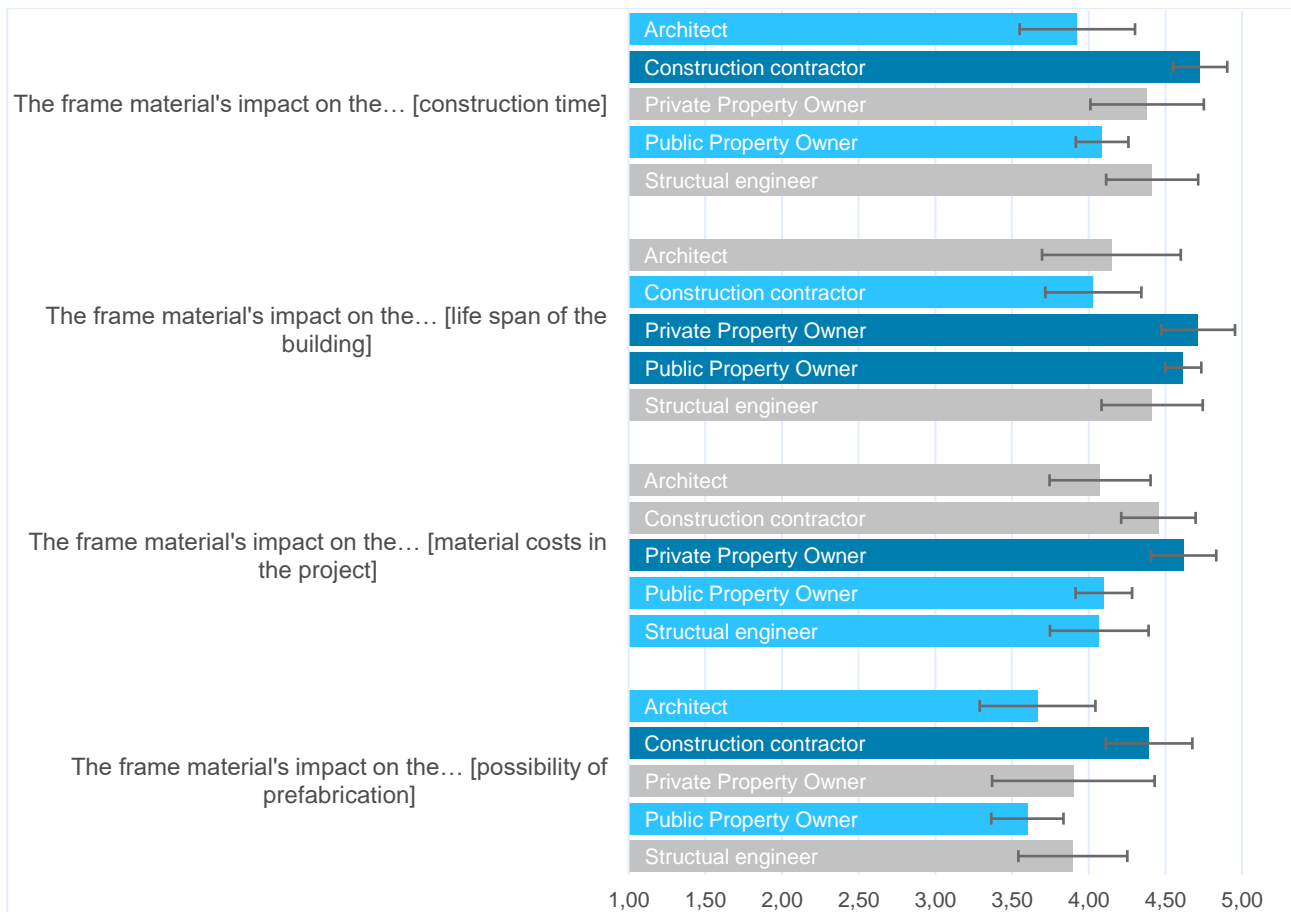 Architect
Construction contractor
The frame material's impact on the… [construction time]
Private Property Owner
Public Property Owner
Structual engineer
Architect
Construction contractor
The frame material's impact on the… [life span of the
building]
Private Property Owner
Public Property Owner
Structual engineer
Architect
Construction contractor
The frame material's impact on the… [material costs in
the project]
Private Property Owner
Public Property Owner
Structual engineer
Architect
Construction contractor
The frame material's impact on the… [possibility of
prefabrication]
Private Property Owner
Public Property Owner
Structual engineer
1,00 1,50 2,00 2,50 3,00 3,50 4,00 4,50 5,00